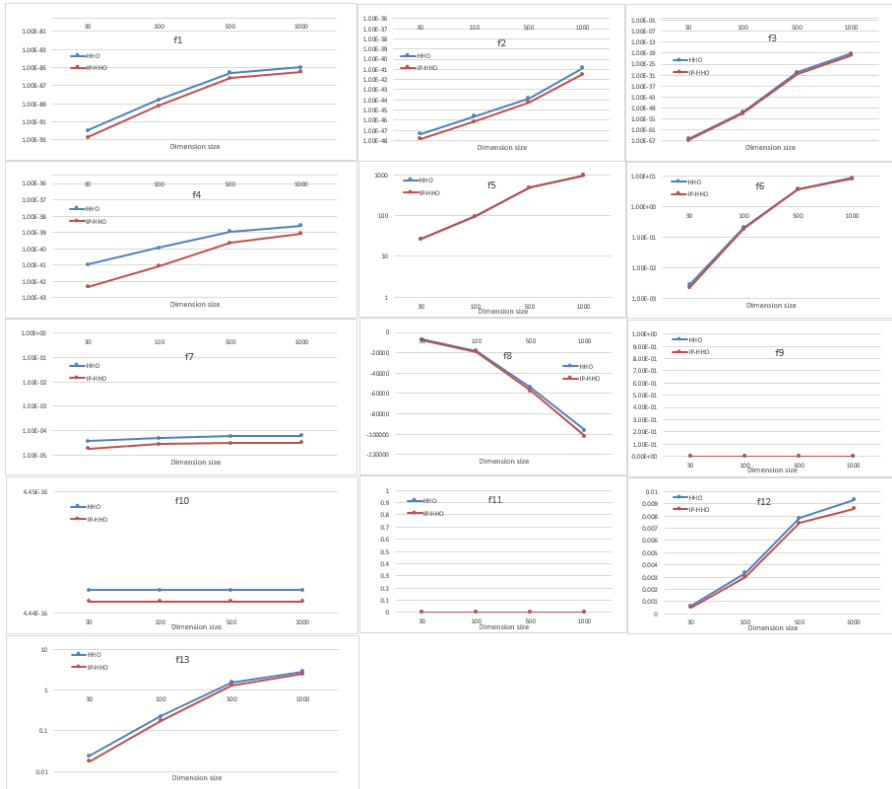 f1
30 100 500 1000
1.00E-81
1.00E-83
1.00E-85
1.00E-87
1.00E-89
1.00E-91
1.00E-93
HHO
IP-HHO
Dimension size
f2
30 100 500 1000
1.00E-36
1.00E-37
1.00E-38
1.00E-39
1.00E-40
1.00E-41
1.00E-42
1.00E-43
1.00E-44
1.00E-45
1.00E-46
1.00E-47
1.00E-48
HHO
IP-HHO
Dimension size
f3
30 100 500 1000
1.00E-01
1.00E-07
1.00E-13
1.00E-19
1.00E-25
1.00E-31
1.00E-37
1.00E-43
1.00E-49
1.00E-55
1.00E-61
1.00E-67
HHO
IP-HHO
Dimension size
f4
30 100 500 1000
1.00E-36
1.00E-37
1.00E-38
1.00E-39
1.00E-40
1.00E-41
1.00E-42
1.00E-43
HHO
IP-HHO
Dimension size
f5
1000
100
10
1
HHO
IP-HHO
30 100 500 1000
Dimension size
f6
1.00E+01
1.00E+00
1.00E-01
1.00E-02
1.00E-03
HHO
IP-HHO
30 100 500 1000
Dimension size
f7
1.00E+00
1.00E-01
1.00E-02
1.00E-03
1.00E-04
1.00E-05
HHO
IP-HHO
30 100 500 1000
Dimension size
f8
0
-20000
-40000
-60000
-80000
-100000
-120000
30 100 500 1000
HHO
IP-HHO
Dimension size
f9
1.00E+00
9.00E-01
8.00E-01
7.00E-01
6.00E-01
5.00E-01
4.00E-01
3.00E-01
2.00E-01
1.00E-01
0.00E+00
HHO
IP-HHO
30 100 500 1000
Dimension size
f10
4.45E-16
4.44E-16
HHO
IP-HHO
30 100 500 1000
Dimension size
f11
1
0.9
0.8
0.7
0.6
0.5
0.4
0.3
0.2
0.1
0
HHO
IP-HHO
30 100 500 1000
Dimension size
f12
0.01
0.009
0.008
0.007
0.006
0.005
0.004
0.003
0.002
0.001
0
HHO
IP-HHO
30 100 500 1000
Dimension size
f13
10
1
0.1
0.01
HHO
IP-HHO
30 100 500 1000
Dimension size